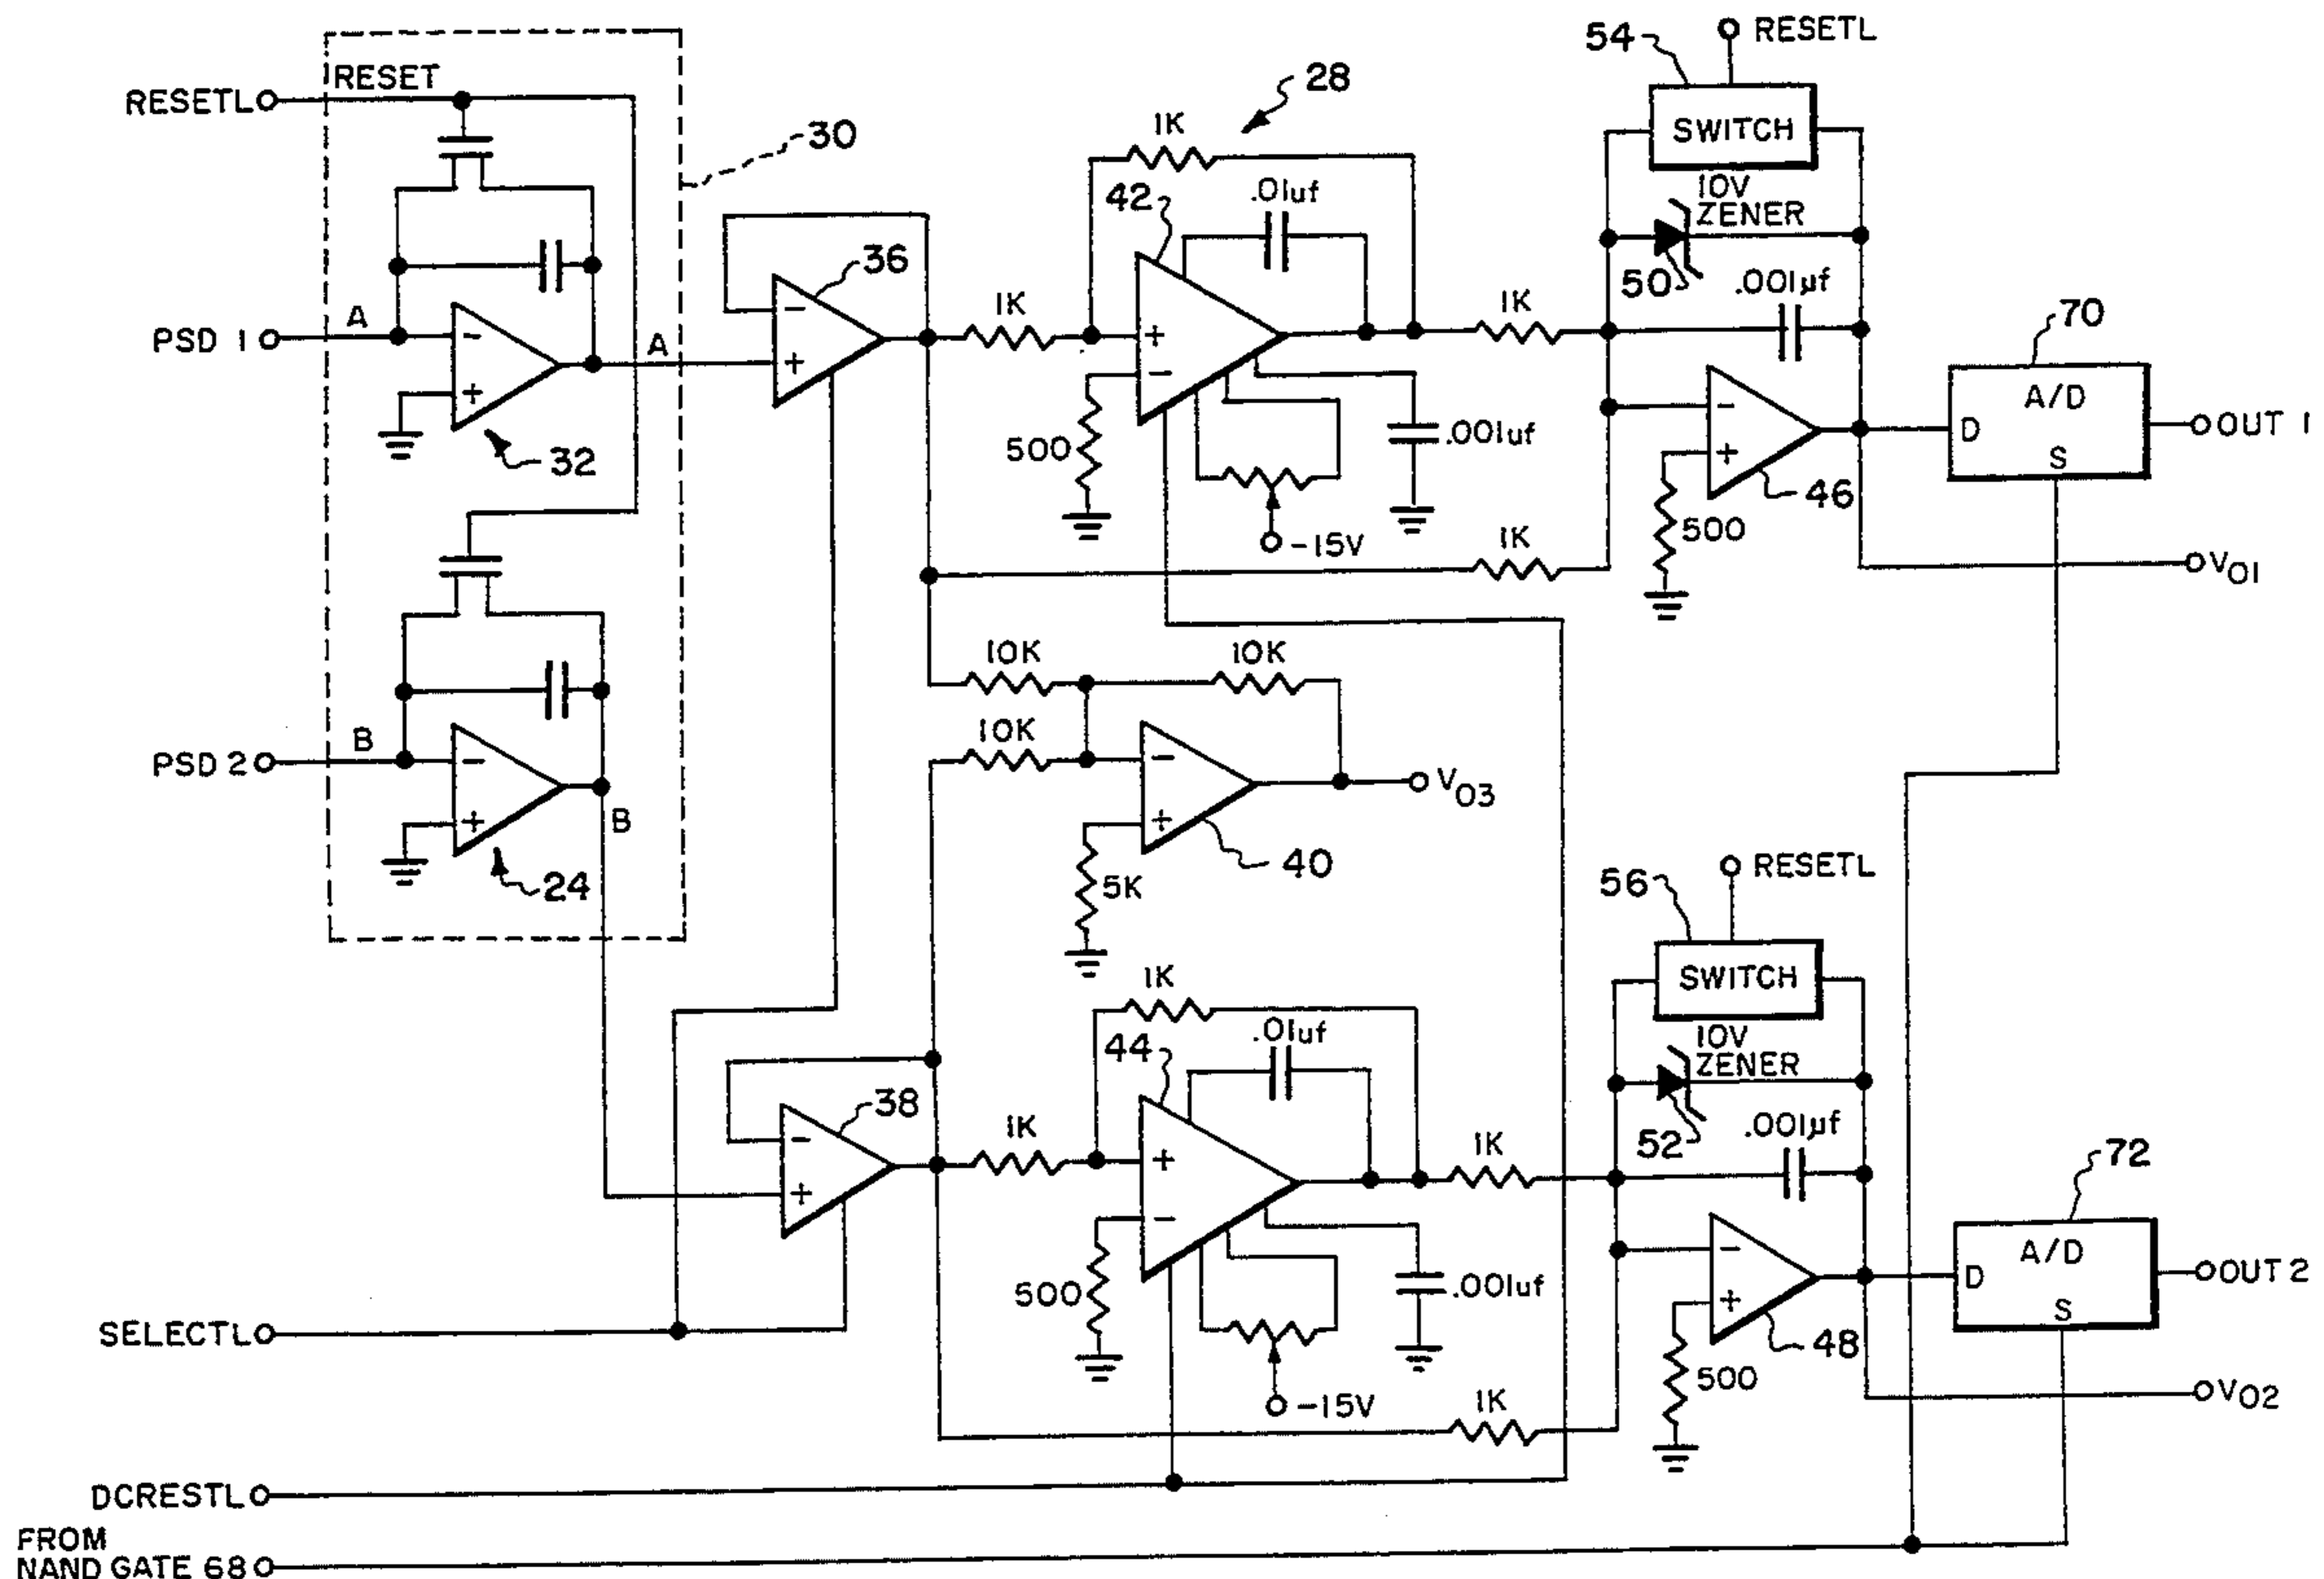 54
RESETL
RESETL
RESET
SWITCH
30
28
1K
42
.01uf
10V
ZENER
50
.001µf
PSD 1
A
-
+
32
A
36
-
+
1K
+
-
500
-15V
.001uf
1K
1K
-
+
46
500
70
A/D
D
S
OUT 1
V01
10K
10K
10K
PSD 2
B
-
+
24
B
-
+
40
5K
V03
56
RESETL
SWITCH
10V
ZENER
52
.001µf
1K
44
.01uf
38
-
+
1K
+
-
500
-15V
.001uf
1K
1K
-
+
48
500
72
A/D
D
S
OUT 2
V02
SELECTL
DCRESTL
FROM
NAND GATE 68